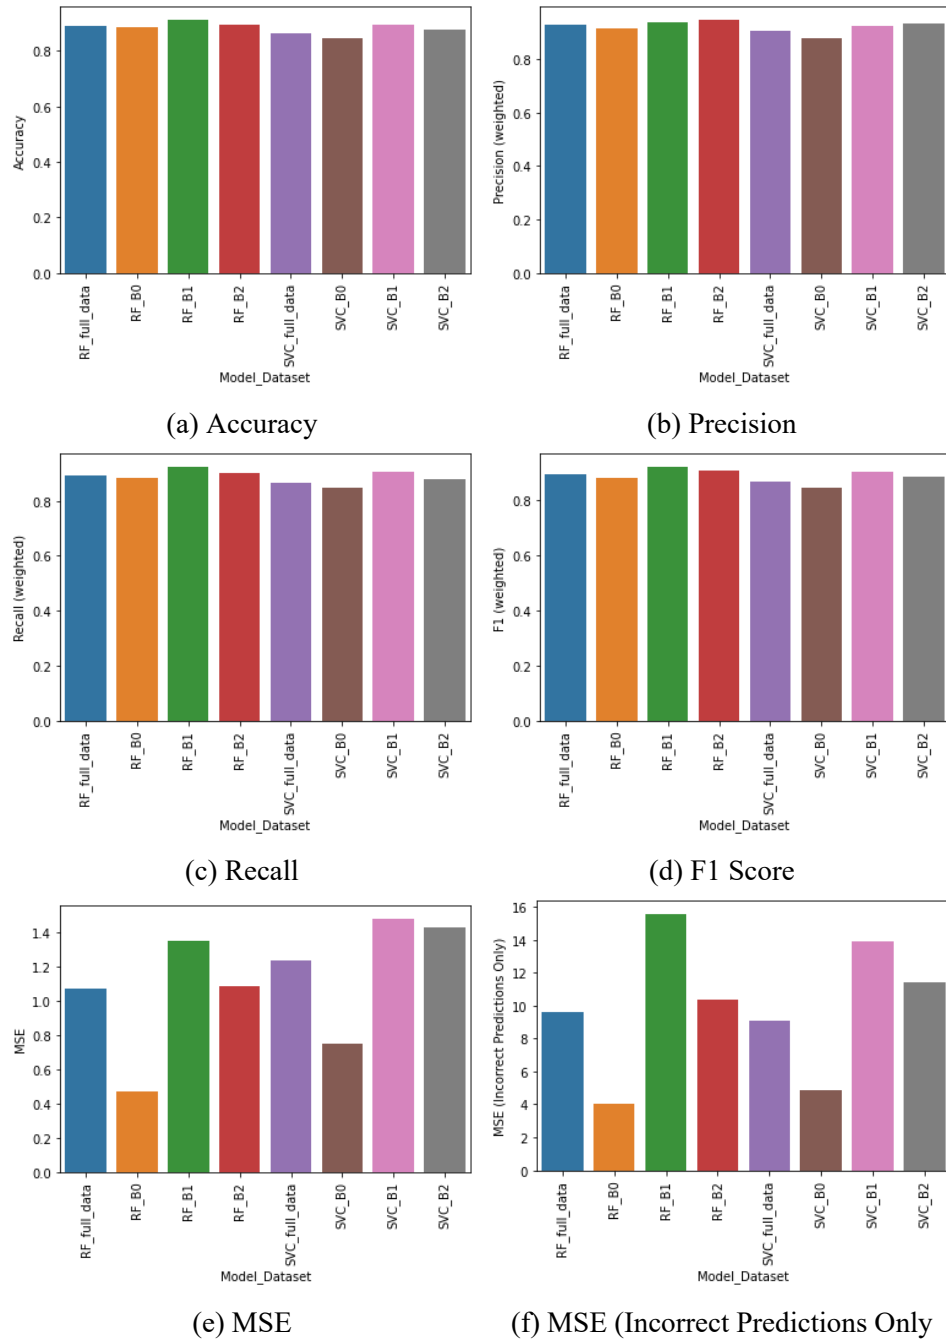 0.8
0.6
0.4
0.2
0.0
Accuracy
RF_full_data
RF_B0
RF_B1
RF_B2
SVC_full_data
SVC_B0
SVC_B1
SVC_B2
Model_Dataset
(a) Accuracy
0.8
0.6
0.4
0.2
0.0
Precision (weighted)
RF_full_data
RF_B0
RF_B1
RF_B2
SVC_full_data
SVC_B0
SVC_B1
SVC_B2
Model_Dataset
(b) Precision
0.8
0.6
0.4
0.2
0.0
Recall (weighted)
RF_full_data
RF_B0
RF_B1
RF_B2
SVC_full_data
SVC_B0
SVC_B1
SVC_B2
Model_Dataset
(c) Recall
0.8
0.6
0.4
0.2
0.0
F1 (weighted)
RF_full_data
RF_B0
RF_B1
RF_B2
SVC_full_data
SVC_B0
SVC_B1
SVC_B2
Model_Dataset
(d) F1 Score
1.4
1.2
1.0
0.8
0.6
0.4
0.2
0.0
MSE
RF_full_data
RF_B0
RF_B1
RF_B2
SVC_full_data
SVC_B0
SVC_B1
SVC_B2
Model_Dataset
(e) MSE
16
14
12
10
8
6
4
2
0
MSE (Incorrect Predictions Only)
RF_full_data
RF_B0
RF_B1
RF_B2
SVC_full_data
SVC_B0
SVC_B1
SVC_B2
Model_Dataset
(f) MSE (Incorrect Predictions Only